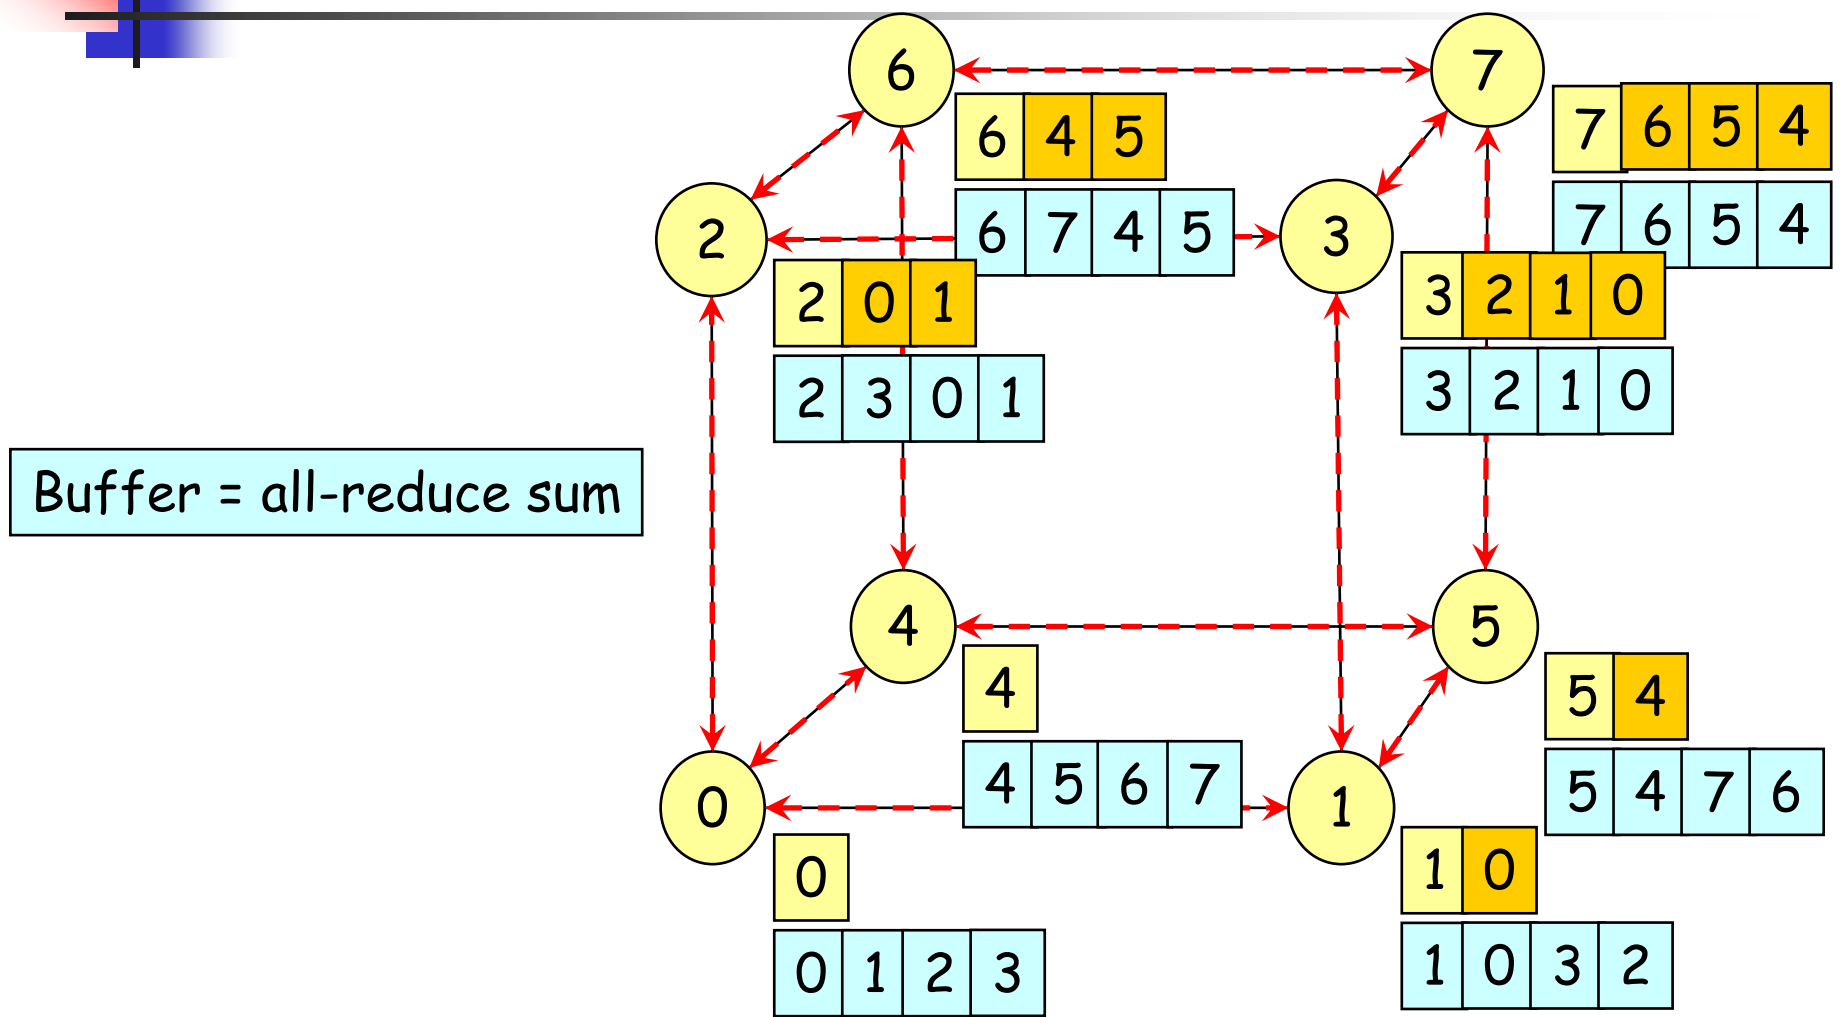 6 7
6 4 5
7 6 5 4
2
6 7 4 5
3
7 6 5 4
2 0 1
3 2 1 0
2 3 0 1
3 2 1 0
Buffer = all-reduce sum
4 5
4
5 4
0
4 5 6 7
1
5 4 7 6
0
1 0
0 1 2 3
1 0 3 2